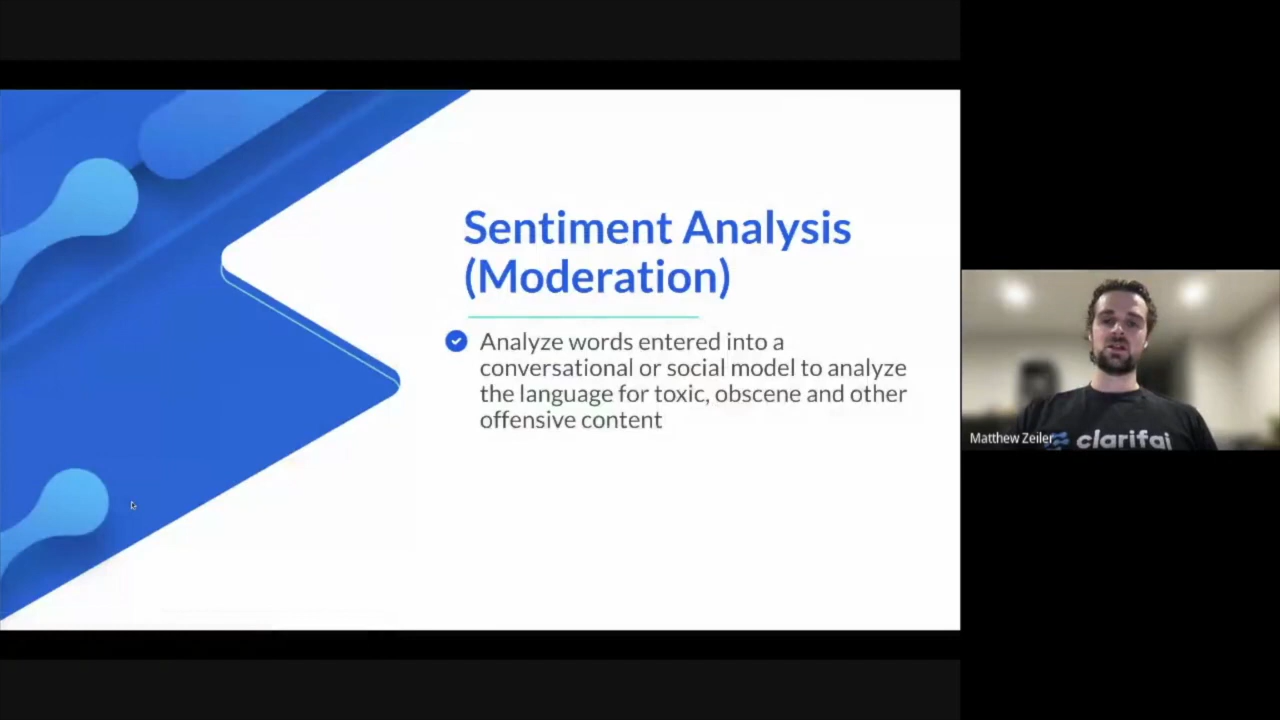 Sentiment Analysis
(Moderation)
Analyze words entered into a
conversational or social model to analyze
the language for toxic, obscene and other
offensive content
Matthew Zeiler
clarifai